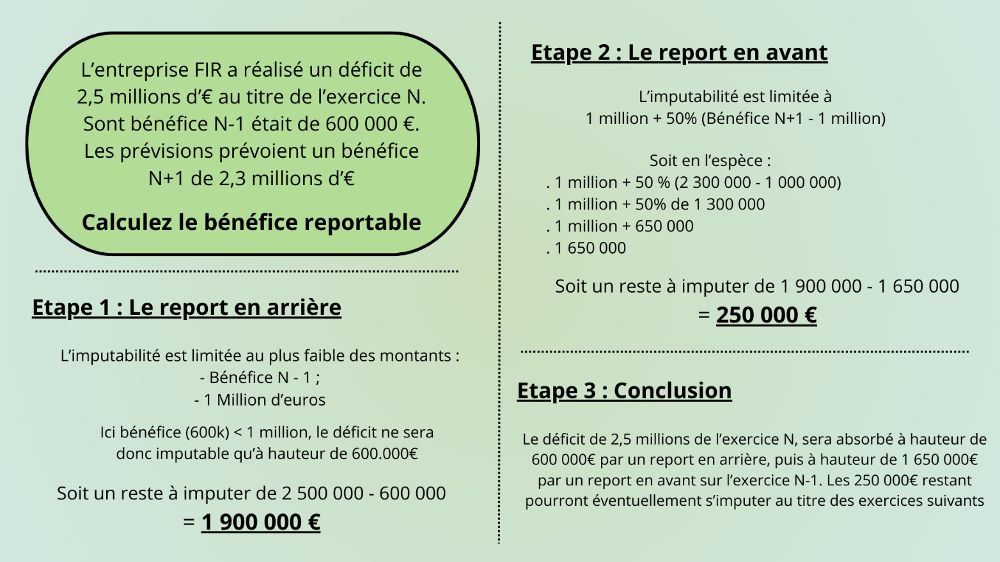 L’entreprise FIR a réalisé un déficit de
2,5 millions d’€ au titre de l’exercice N.
Sont bénéfice N-1 était de 600 000 €.
Les prévisions prévoient un bénéfice
N+1 de 2,3 millions d’€
Calculez le bénéfice reportable
Etape 1 : Le report en arrière
L’imputabilité est limitée au plus faible des montants :
- Bénéfice N - 1 ;
- 1 Million d’euros
Ici bénéfice (600k) < 1 million, le déficit ne sera
donc imputable qu’à hauteur de 600.000€
Soit un reste à imputer de 2 500 000 - 600 000
= 1 900 000 €
Etape 2 : Le report en avant
L’imputabilité est limitée à
1 million + 50% (Bénéfice N+1 - 1 million)
Soit en l’espèce :
. 1 million + 50 % (2 300 000 - 1 000 000)
. 1 million + 50% de 1 300 000
. 1 million + 650 000
. 1 650 000
Soit un reste à imputer de 1 900 000 - 1 650 000
= 250 000 €
Etape 3 : Conclusion
Le déficit de 2,5 millions de l’exercice N, sera absorbé à hauteur de
600 000€ par un report en arrière, puis à hauteur de 1 650 000€
par un report en avant sur l’exercice N-1. Les 250 000€ restant
pourront éventuellement s’imputer au titre des exercices suivants